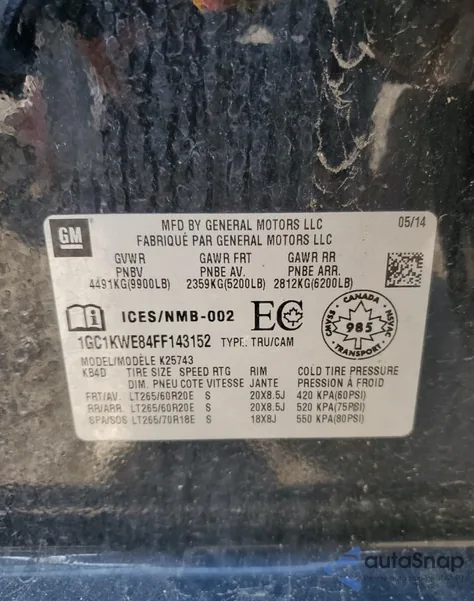 GM
MFD BY GENERAL MOTORS LLC
05/14
FABRIQUÉ PAR GENERAL MOTORS LLC
GVWR GAWR FRT GAWR RR
PNBV PNBE AV. PNBE ARR.
4491KG(9900LB) 2359KG(5200LB) 2812KG(6200LB)
ICES/NMB-002 EC
CANADA
CMVSS NSVAC
985
TRANSPORT
1GC1KWE84FF143152 TYPE: TRU/CAM
MODEL/MODÈLE K25743
KB4D TIRE SIZE SPEED RTG RIM COLD TIRE PRESSURE
DIM. PNEU COTE VITESSE JANTE PRESSION À FROID
FRT/AV. LT265/60R20E S 20X8.5J 420 KPA(60PSI)
RR/ARR. LT265/60R20E S 20X8.5J 520 KPA(75PSI)
SPA/SOS LT265/70R18E S 18X8J 550 KPA(80PSI)
autoSnap